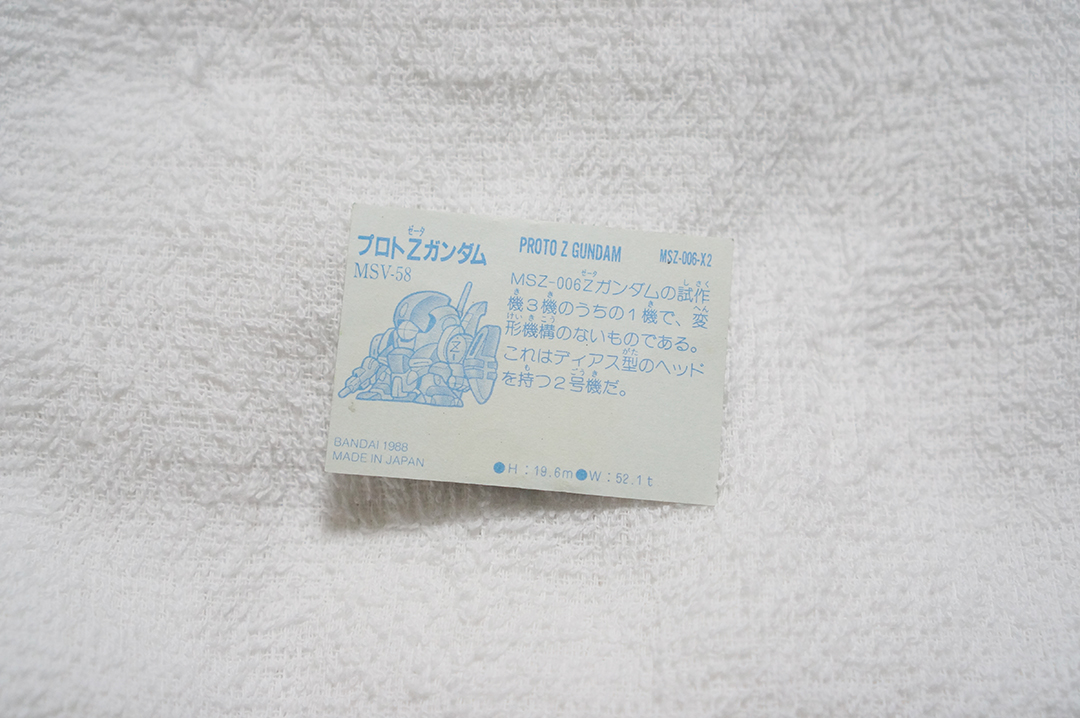 プロトZガンダム
ゼータ
MSV-58
PROTO Z GUNDAM
MSZ-006-X2
MSZ-006Zガンダムの試作
機3機のうちの1機で、変
形機構のないものである。
これはディアス型のヘッド
を持つ2号機だ。
Z-
BANDAI 1988
MADE IN JAPAN
●H:19.6m●W:52.1t